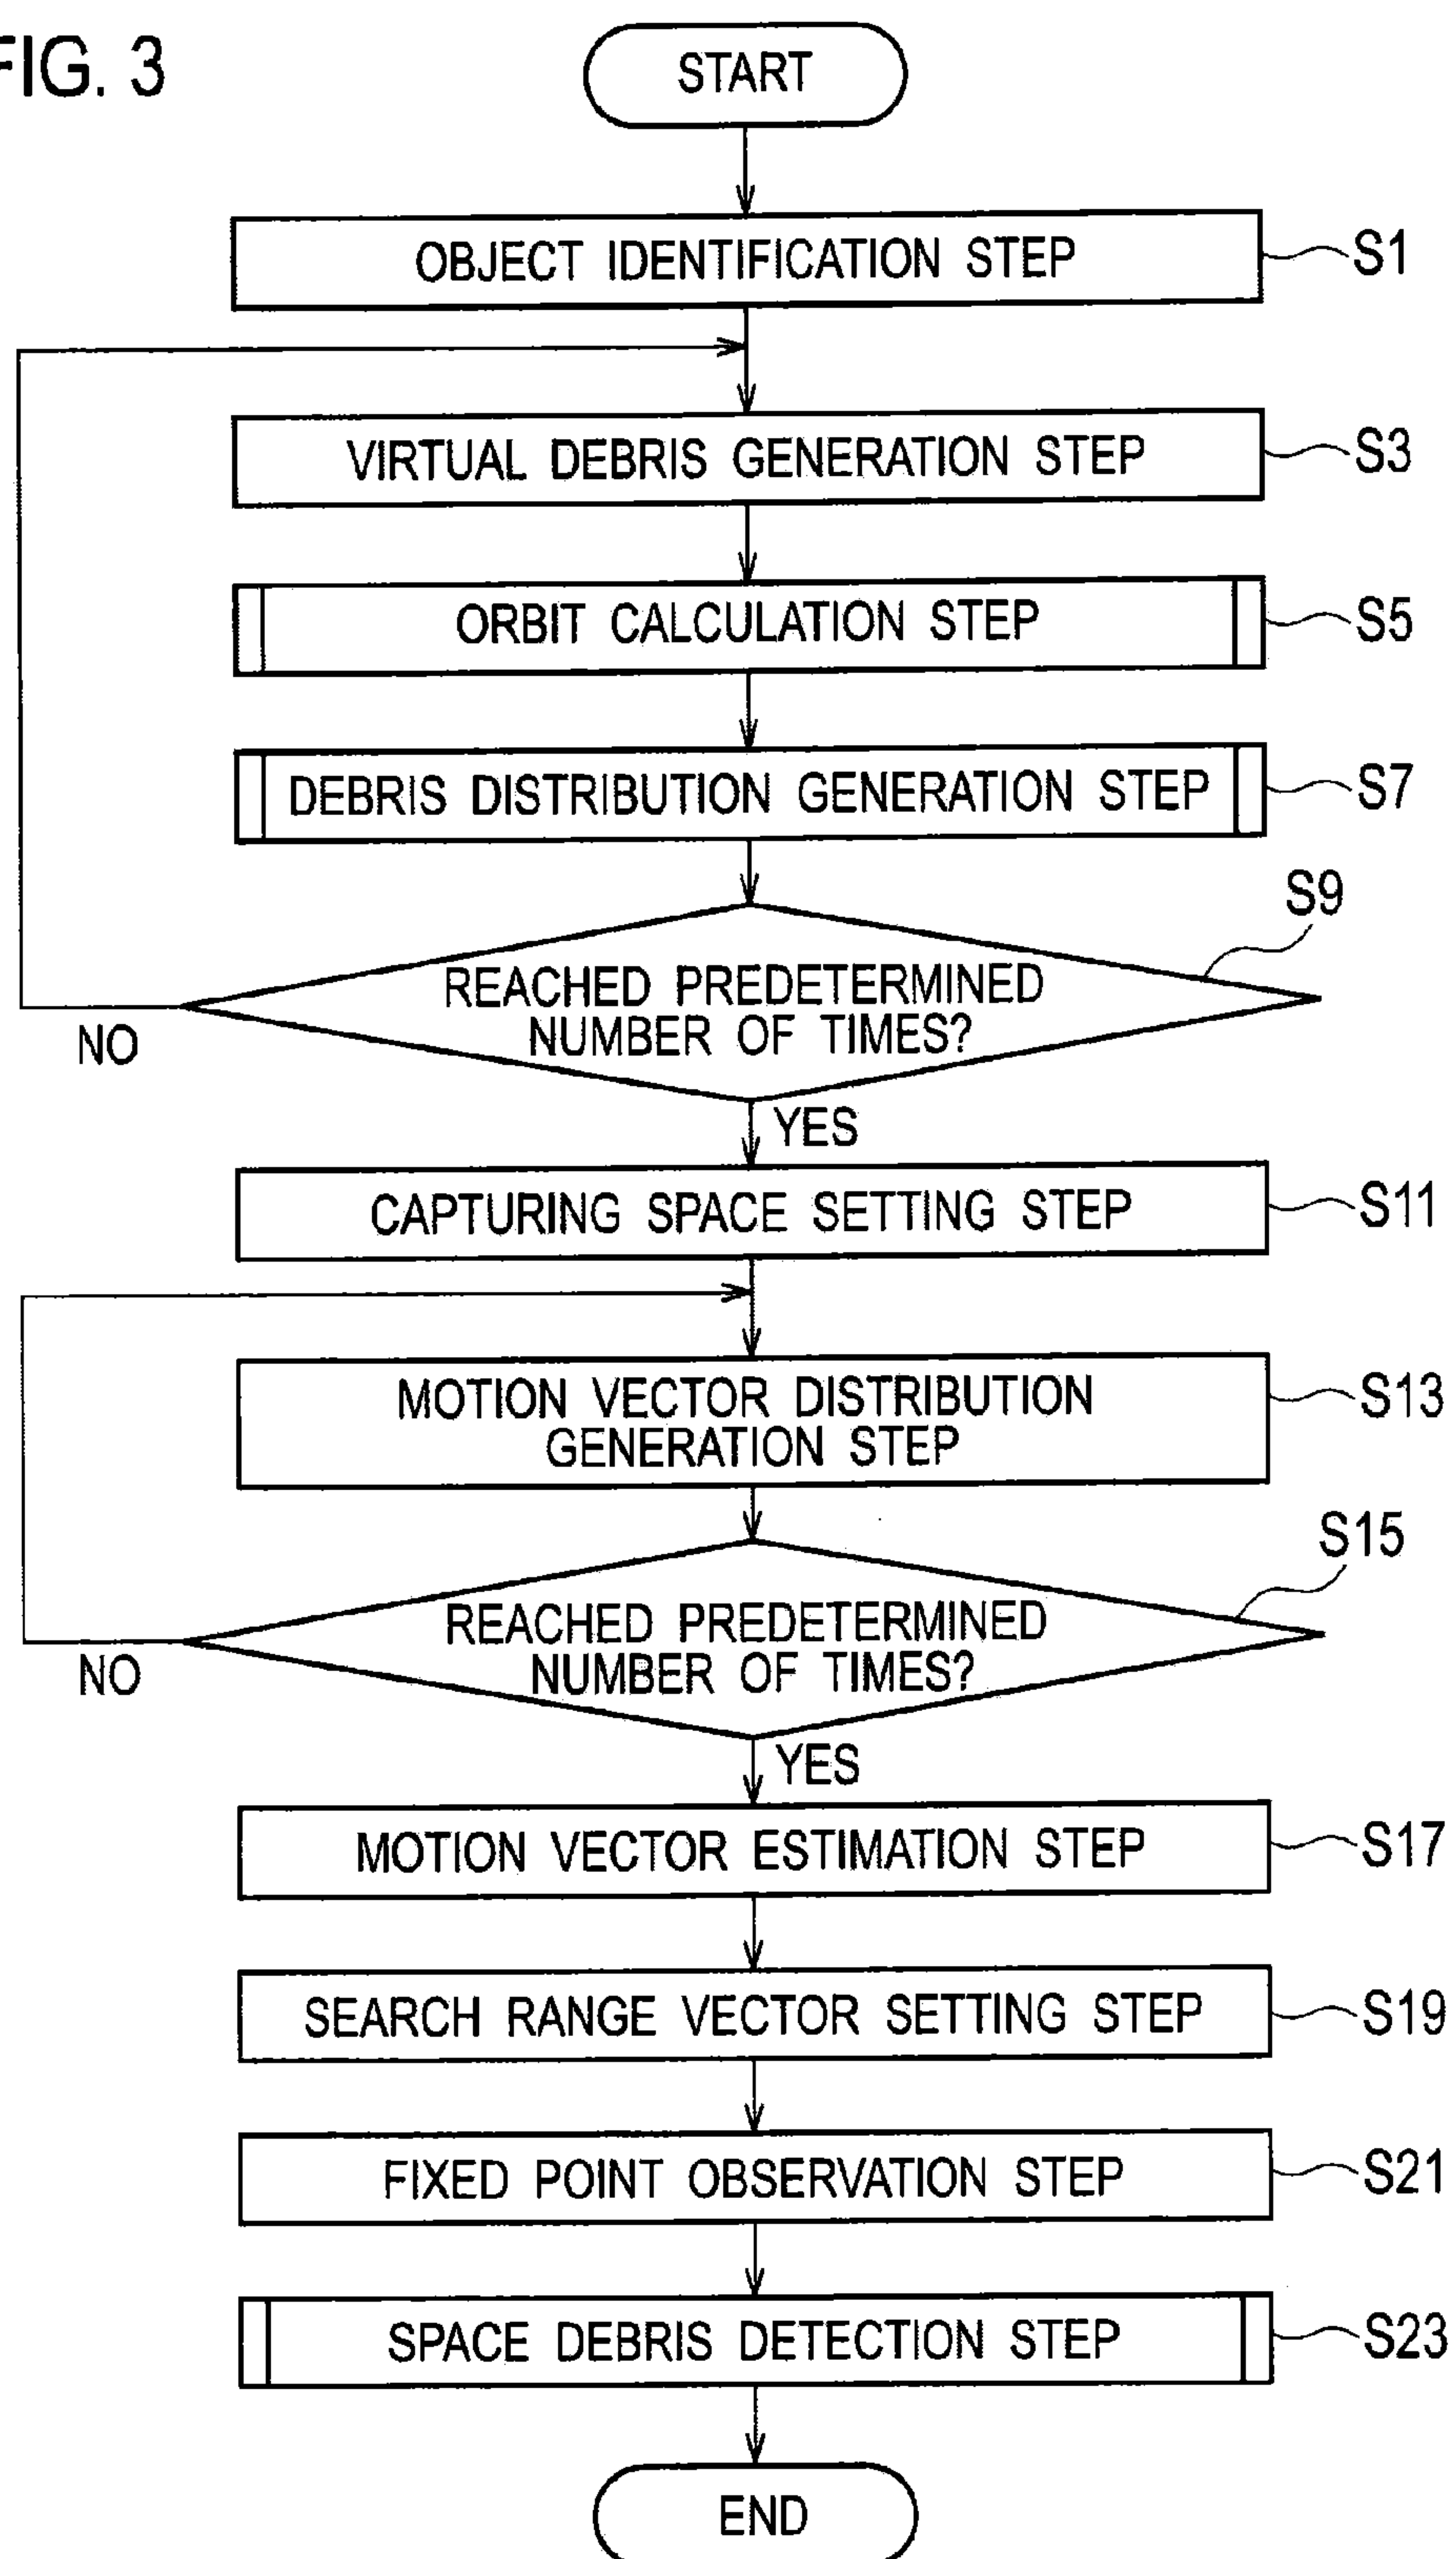 FIG. 3
START
OBJECT IDENTIFICATION STEP
S1
VIRTUAL DEBRIS GENERATION STEP
S3
ORBIT CALCULATION STEP
S5
DEBRIS DISTRIBUTION GENERATION STEP
S7
S9
REACHED PREDETERMINED
NUMBER OF TIMES?
NO
YES
CAPTURING SPACE SETTING STEP
S11
MOTION VECTOR DISTRIBUTION
GENERATION STEP
S13
S15
REACHED PREDETERMINED
NUMBER OF TIMES?
NO
YES
MOTION VECTOR ESTIMATION STEP
S17
SEARCH RANGE VECTOR SETTING STEP
S19
FIXED POINT OBSERVATION STEP
S21
SPACE DEBRIS DETECTION STEP
S23
END